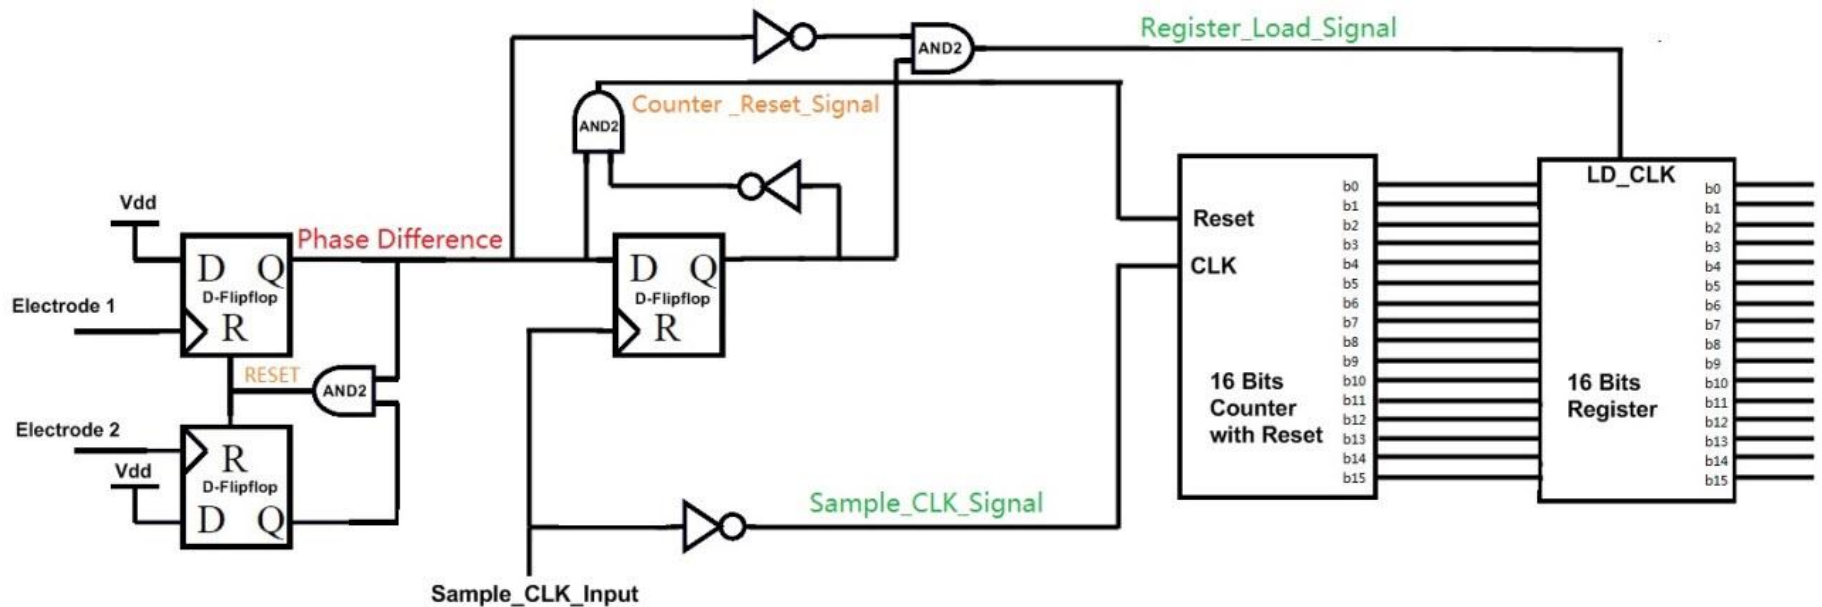 Register_Load_Signal
AND2
Counter _Reset_Signal
AND2
LD_CLK
Vdd
Phase Difference
D Q
D-Flipflop
R
Electrode 1
D Q
D-Flipflop
R
RESET
AND2
Electrode 2
Vdd
R
D-Flipflop
D Q
Sample_CLK_Signal
Sample_CLK_Input
Reset
CLK
16 Bits
Counter
with Reset
b0
b1
b2
b3
b4
b5
b6
b7
b8
b9
b10
b11
b12
b13
b14
b15
16 Bits
Register
b0
b1
b2
b3
b4
b5
b6
b7
b8
b9
b10
b11
b12
b13
b14
b15